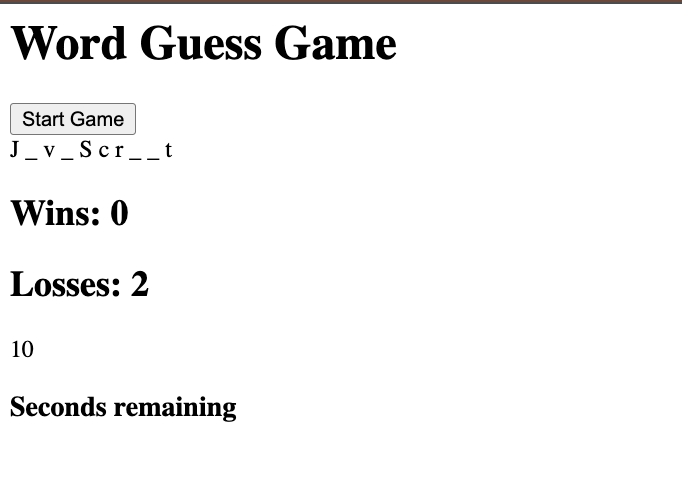 Word Guess Game
Start Game
J _ v _ S c r _ _ t
Wins: 0
Losses: 2
10
Seconds remaining